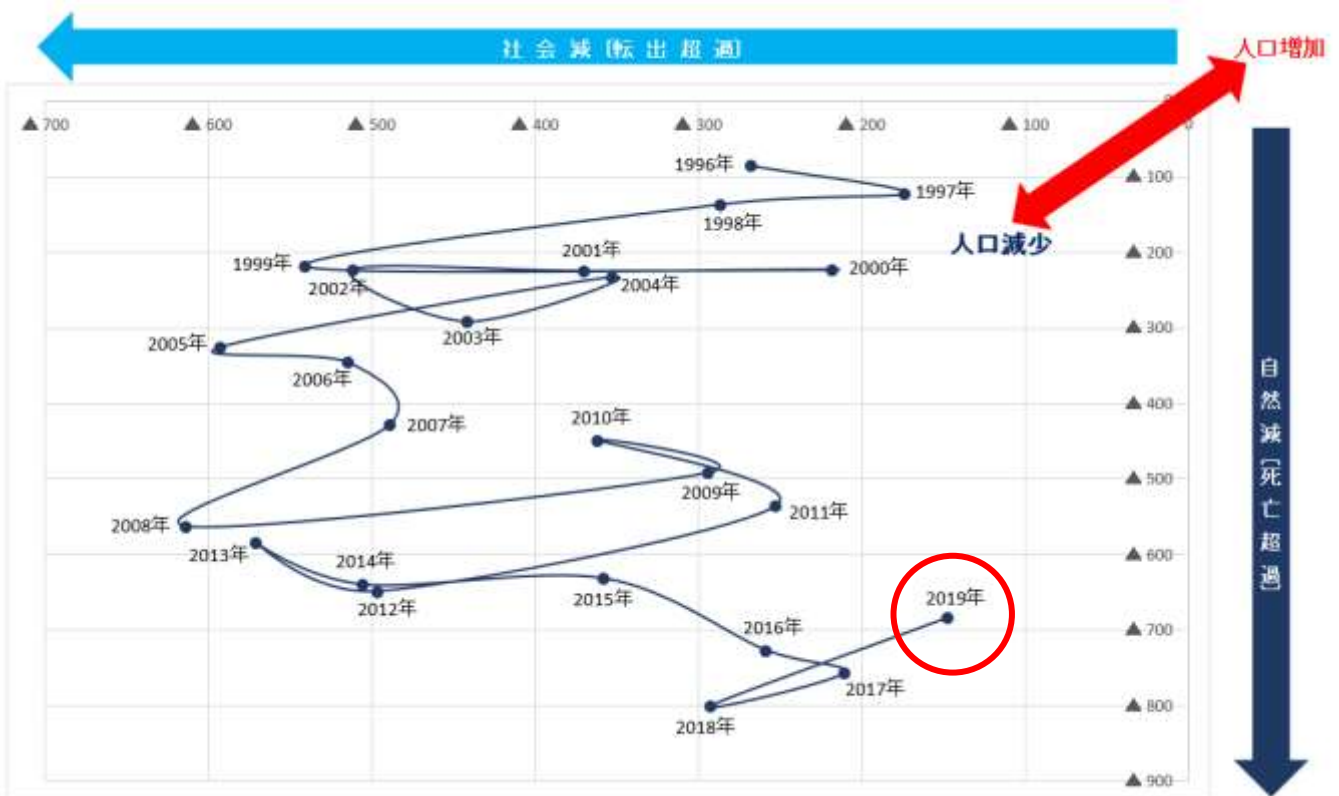 社会減〔転出超過〕
人口増加
0
▲700
▲600
▲500
▲400
▲300
▲200
▲100
0
1996年
▲100
1997年
1998年
人口減少
2001年
▲200
1999年
2002年
2004年
2000年
2003年
▲300
2005年
2006年
自然減〔死亡超過〕
▲400
2010年
2007年
▲500
2009年
2011年
2008年
2013年
2014年
▲600
2012年
2015年
2019年
2016年
▲700
2017年
2018年
▲800
▲900